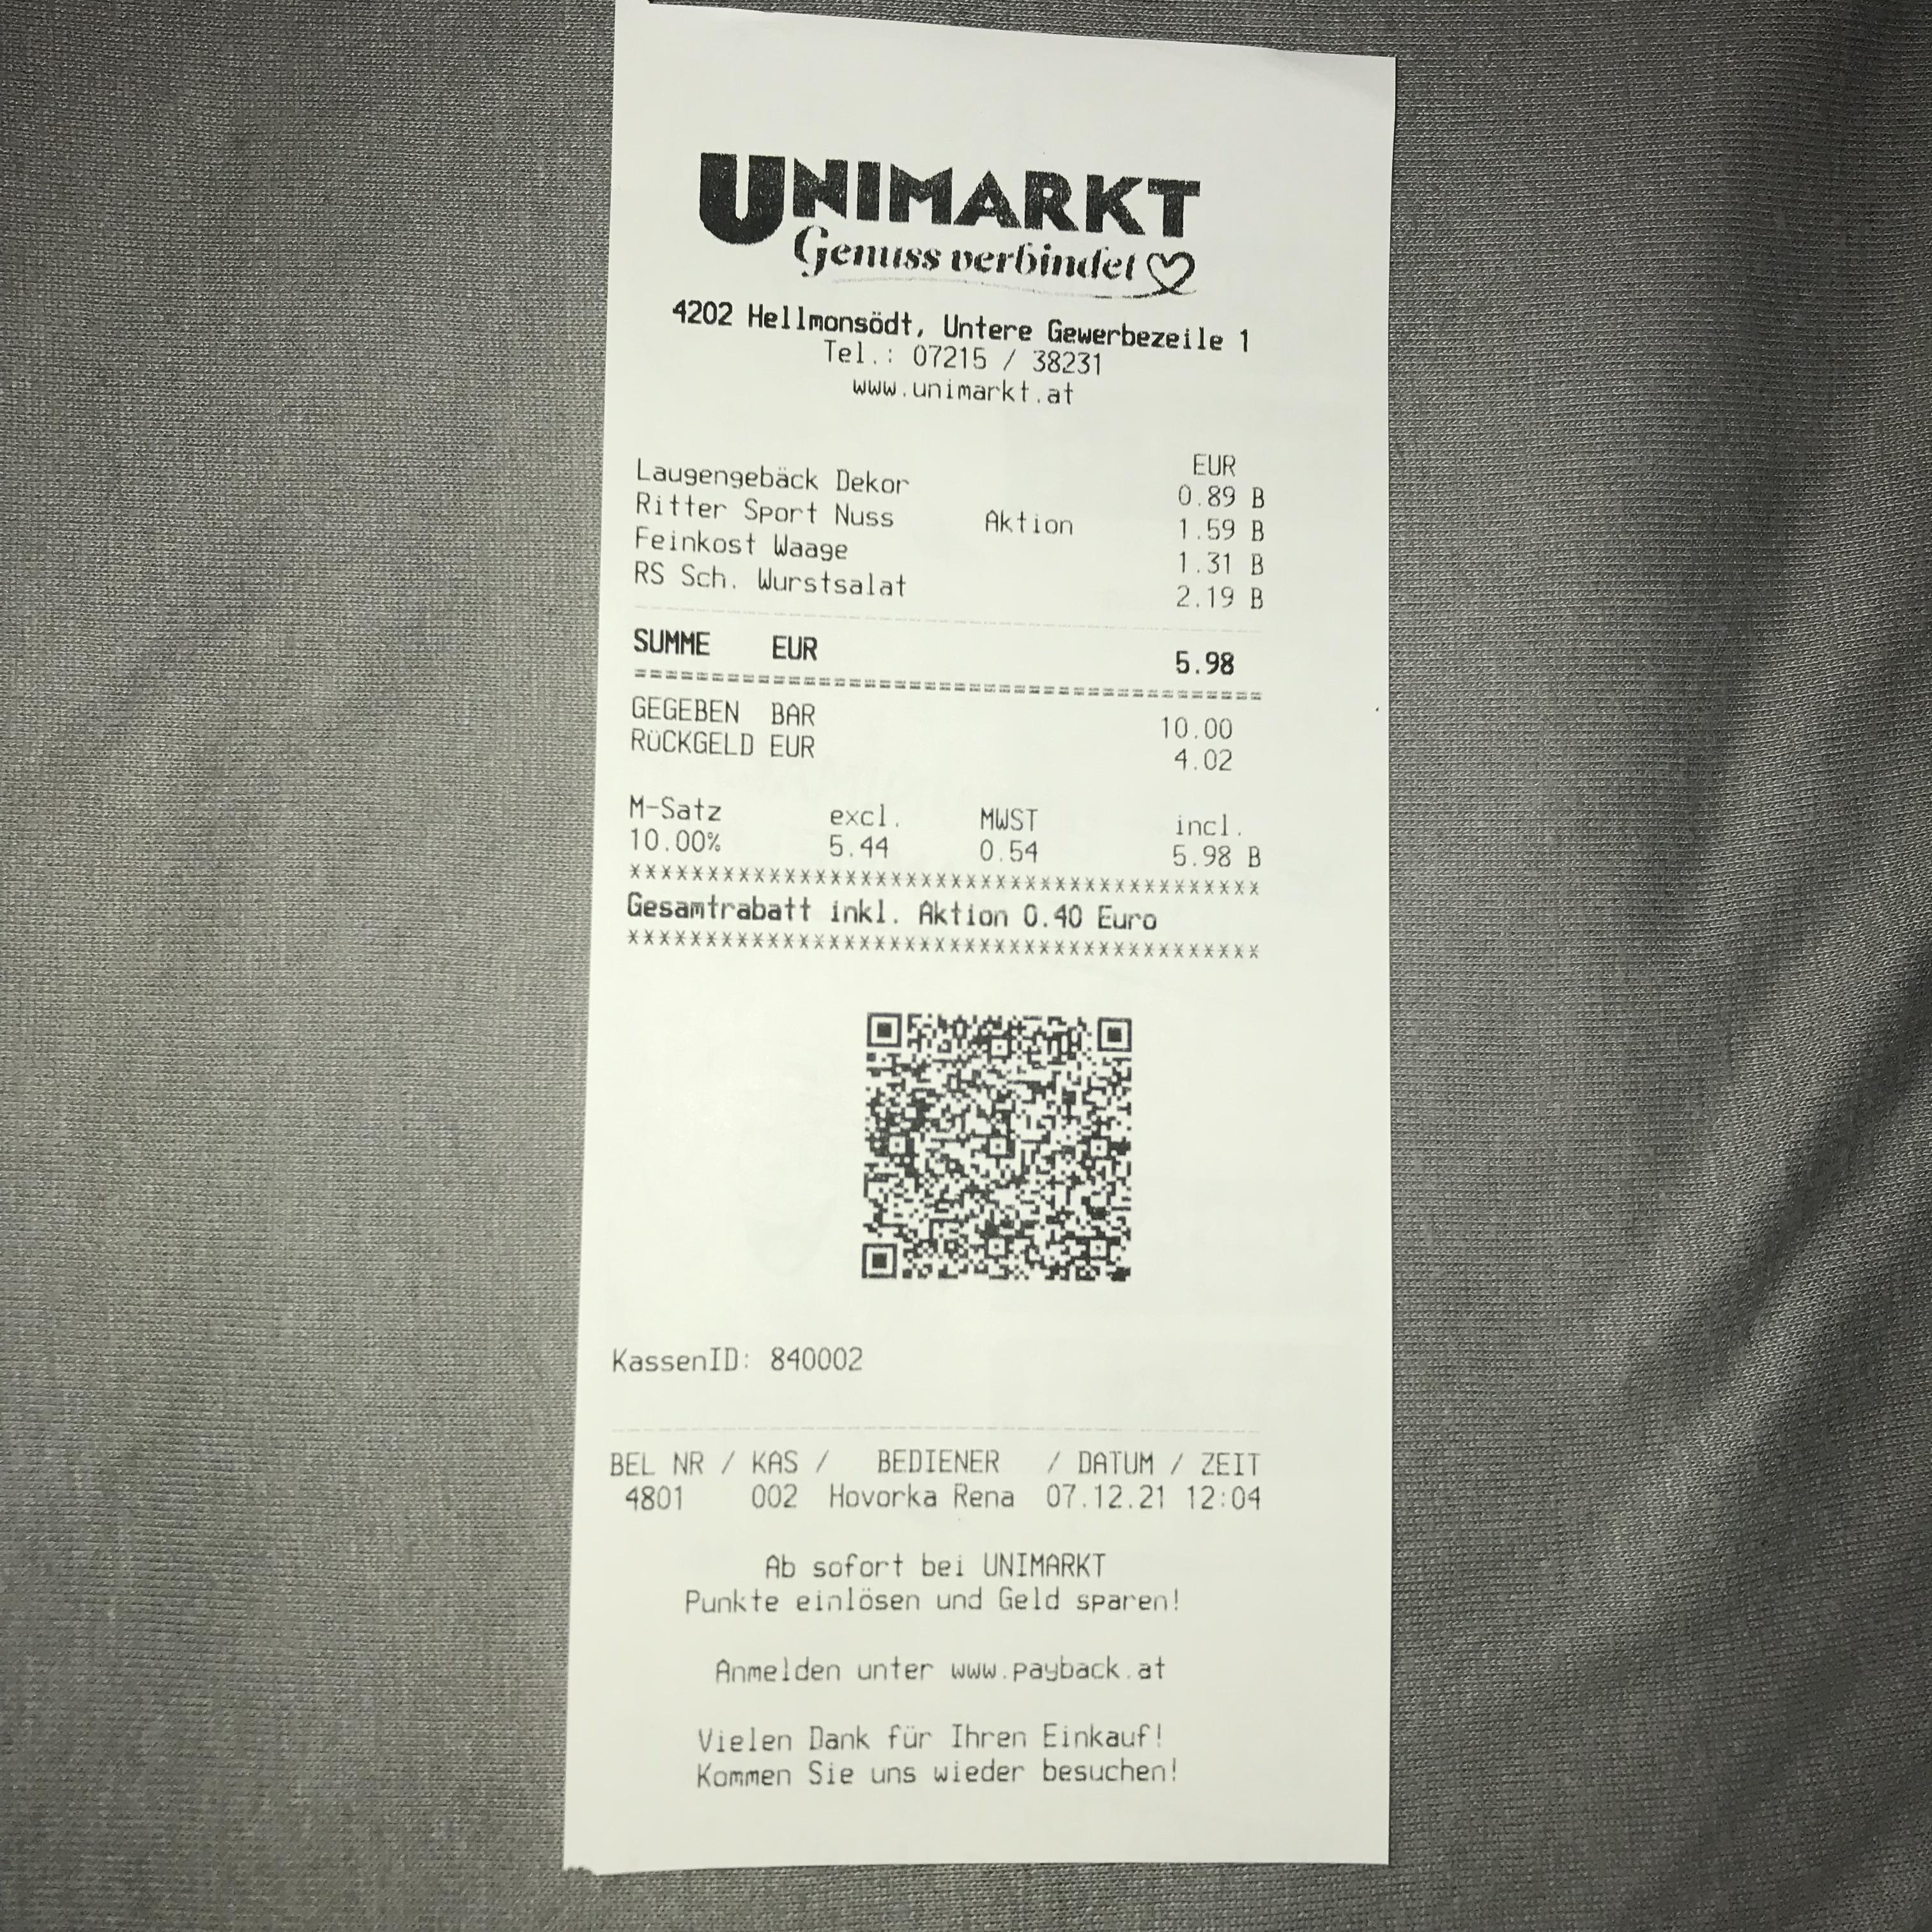 UNIMARKT
Genuss verbindet
4202 Hellmonsödt, Untere Gewerbezeile 1
Tel.: 07215 / 38231
www.unimarkt.at
EUR
Laugengebäck Dekor 0.89 B
Ritter Sport Nuss Aktion 1.59 B
Feinkost Waage 1.31 B
RS Sch. Wurstsalat 2.19 B
SUMME EUR 5.98
=========================================
GEGEBEN BAR 10.00
RÜCKGELD EUR 4.02
M-Satz excl. MWST incl.
10.00% 5.44 0.54 5.98 B
xxxxxxxxxxxxxxxxxxxxxxxxxxxxxxxxxxxxxxxxx
Gesamtrabatt inkl. Aktion 0.40 Euro
xxxxxxxxxxxxxxxxxxxxxxxxxxxxxxxxxxxxxxxxx
KassenID: 840002
BEL NR / KAS / BEDIENER / DATUM / ZEIT
4801 002 Hovorka Rena 07.12.21 12:04
Ab sofort bei UNIMARKT
Punkte einlösen und Geld sparen!
Anmelden unter www.payback.at
Vielen Dank für Ihren Einkauf!
Kommen Sie uns wieder besuchen!